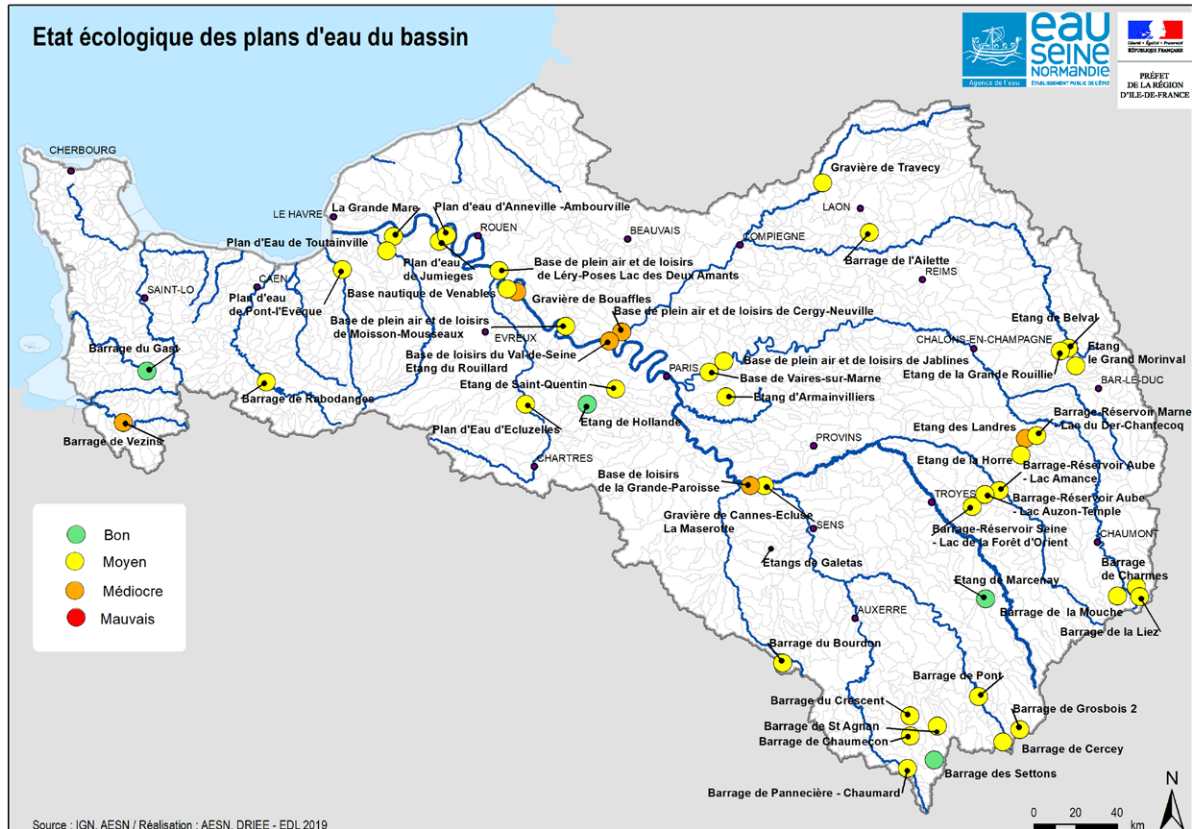 Etat écologique des plans d'eau du bassin
eau
SEINE
NORMANDIE
Agence de l'eau
ÉTABLISSEMENT PUBLIC DE L'ÉTAT
Liberté • Égalité • Fraternité
RÉPUBLIQUE FRANÇAISE
PRÉFET
DE LA RÉGION
D'ILE-DE-FRANCE
CHERBOURG
Gravière de Travecy
LE HAVRE
La Grande Mare
Plan d'eau d'Anneville -Ambourville
LAON
ROUEN
BEAUVAIS
Plan d'Eau de Toutainville
COMPIEGNE
Plan d'eau
de Jumieges
Base de plein air et de loisirs
de Léry-Poses Lac des Deux Amants
Barrage de l'Ailette
REIMS
CAEN
SAINT-LO
Plan d'eau
de Pont-l'Evêque
Base nautique de Venables
Gravière de Bouaffles
Base de plein air et de loisirs de Cergy-Neuville
Base de plein air et de loisirs
de Moisson-Mousseaux
EVREUX
Etang de Belval
Barrage du Gast
CHALONS-EN-CHAMPAGNE
Etang
le Grand Morinval
Base de loisirs du Val-de-Seine
Etang du Rouillard
Base de plein air et de loisirs de Jablines
Etang de la Grande Rouillie
PARIS
Base de Vaires-sur-Marne
BAR-LE-DUC
Etang de Saint-Quentin
Etang d'Armainvilliers
Barrage de Rabodanges
Etang de Hollande
Barrage-Réservoir Marne
- Lac du Der-Chantecoq
Plan d'Eau d'Ecluzelles
Etang des Landres
Barrage de Vezins
PROVINS
Etang de la Horre
CHARTRES
Barrage-Réservoir Aube
- Lac Amance
Base de loisirs
de la Grande-Paroisse
TROYES
Barrage-Réservoir Aube
- Lac Auzon-Temple
Gravière de Cannes-Ecluse
La Maserotte
SENS
Barrage-Réservoir Seine
- Lac de la Forêt d'Orient
CHAUMONT
Bon
Moyen
Médiocre
Mauvais
Etangs de Galetas
Barrage
de Charmes
Etang de Marcenay
AUXERRE
Barrage de la Mouche
Barrage de la Liez
Barrage du Bourdon
Barrage de Pont
Barrage du Crescent
Barrage de Grosbois 2
Barrage de St Agnan
Barrage de Chaumeçon
Barrage de Cercey
Barrage des Settons
Barrage de Pannecière - Chaumard
N
0 20 40
km
Source : IGN, AESN / Réalisation : AESN, DRIEE - EDL 2019